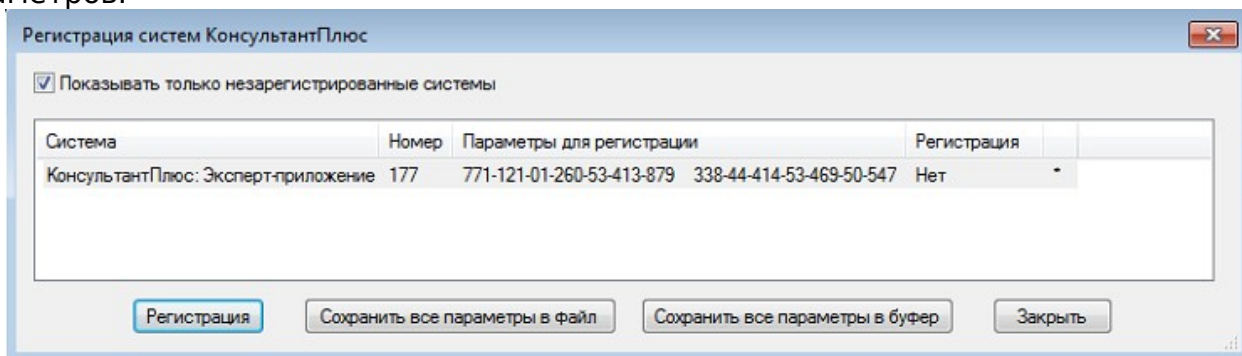 Регистрация систем КонсультантПлюс
Показывать только незарегистрированные системы
Система Номер Параметры для регистрации Регистрация
КонсультантПлюс: Эксперт-приложение 177 771-121-01-260-53-413-879 338-44-414-53-469-50-547 Нет *
Регистрация Сохранить все параметры в файл Сохранить все параметры в буфер Закрыть